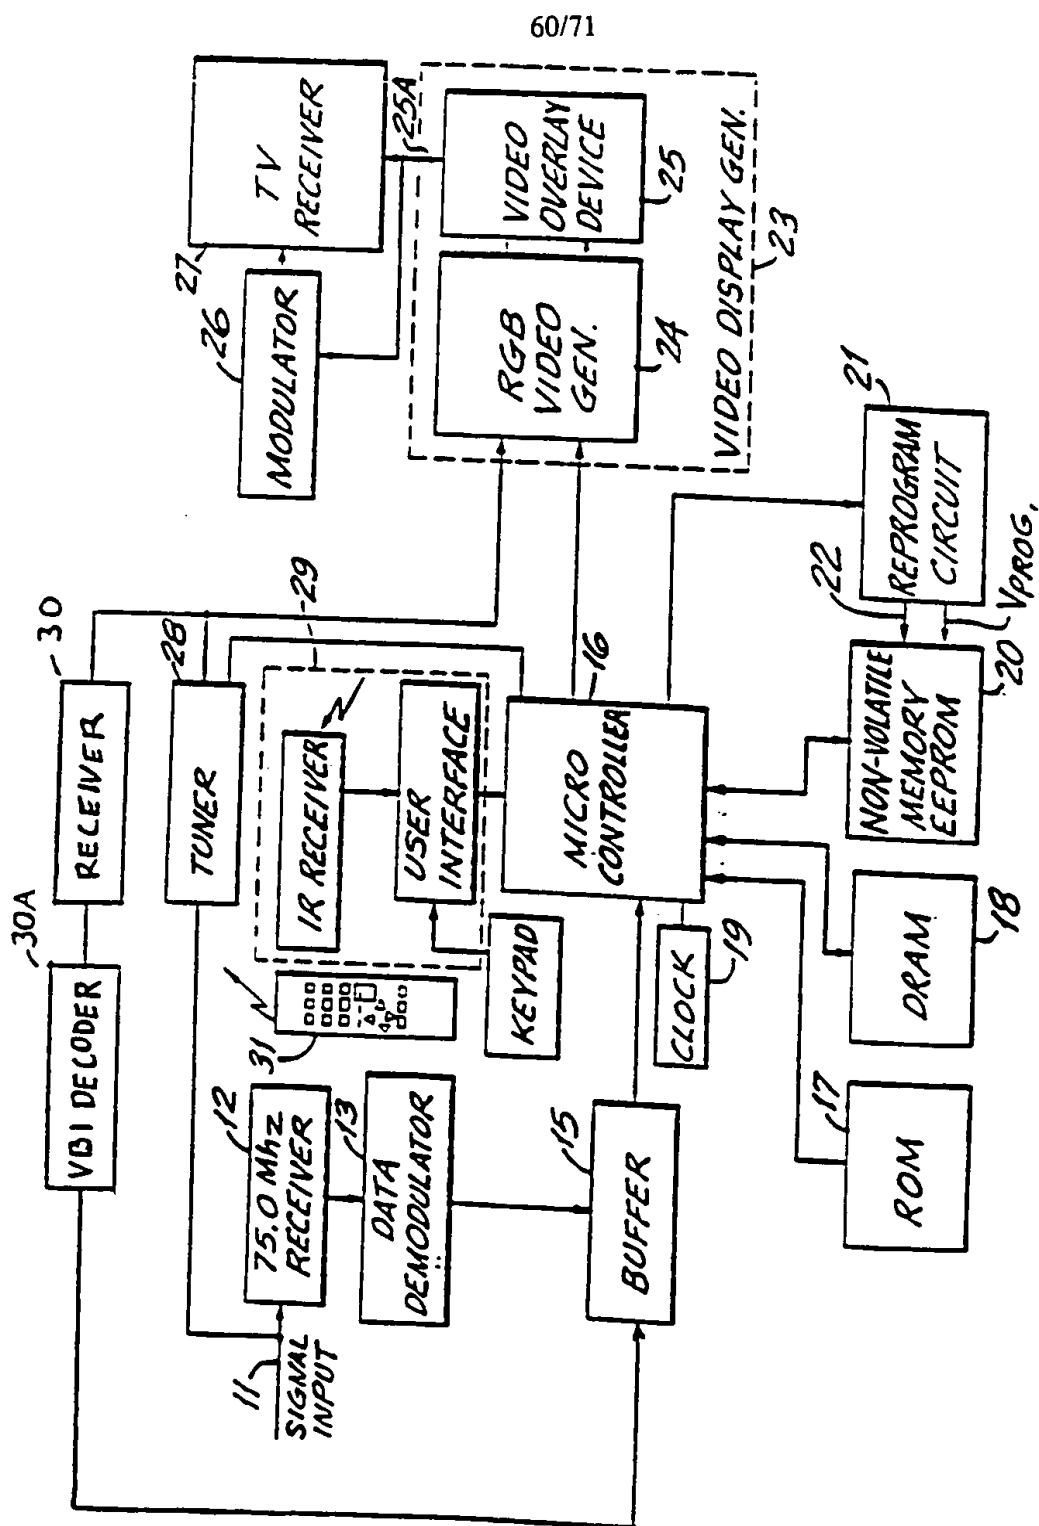 60/71
30A
VBI DECODER
30
RECEIVER
28
TUNER
11
SIGNAL
INPUT
12
75.0 Mhz
RECEIVER
13
DATA
DEMODULATOR
31
29
IR RECEIVER
USER
INTERFACE
KEYPAD
15
BUFFER
16
MICRO
CONTROLLER
CLOCK
19
17
ROM
DRAM
18
NON-VOLATILE
MEMORY
EEPROM
20
22
VPROG.
21
REPROGRAM
CIRCUIT
26
MODULATOR
27
TV
RECEIVER
25A
RGB
VIDEO
GEN.
24
VIDEO
OVERLAY
DEVICE
25
VIDEO DISPLAY GEN.
23